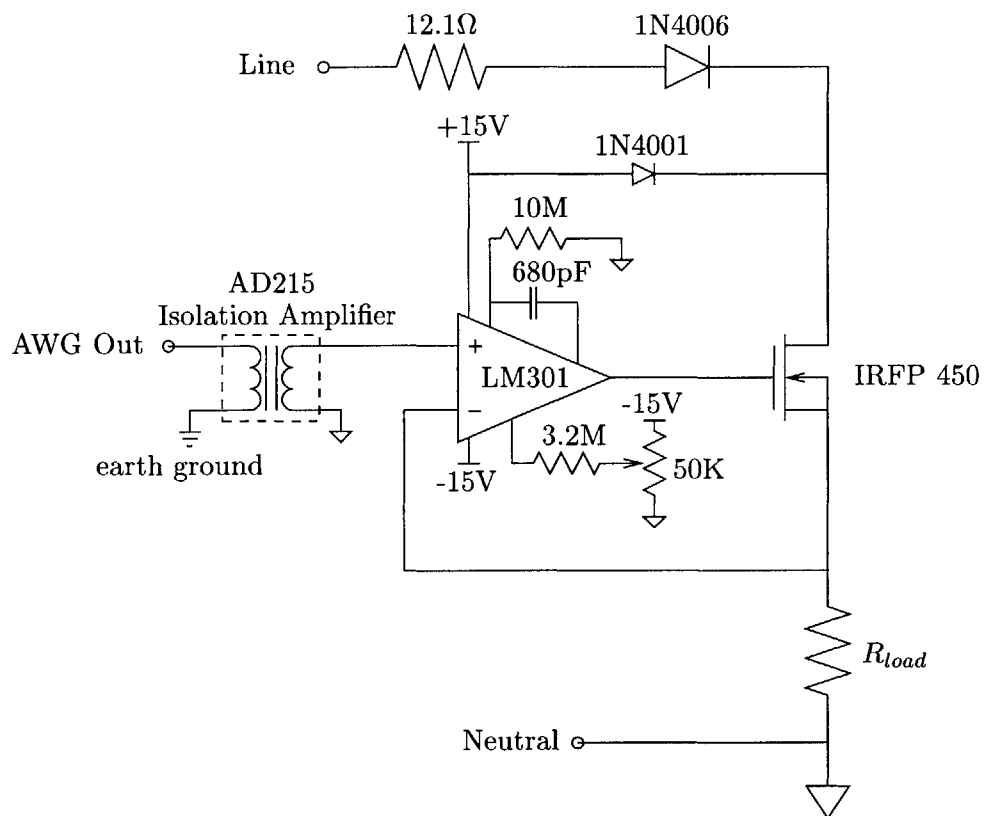 12.1Ω
1N4006
Line
+15V
1N4001
10M
680pF
AD215
Isolation Amplifier
AWG Out
+
LM301
IRFP 450
-15V
−
3.2M
earth ground
-15V
50K
R_load
Neutral